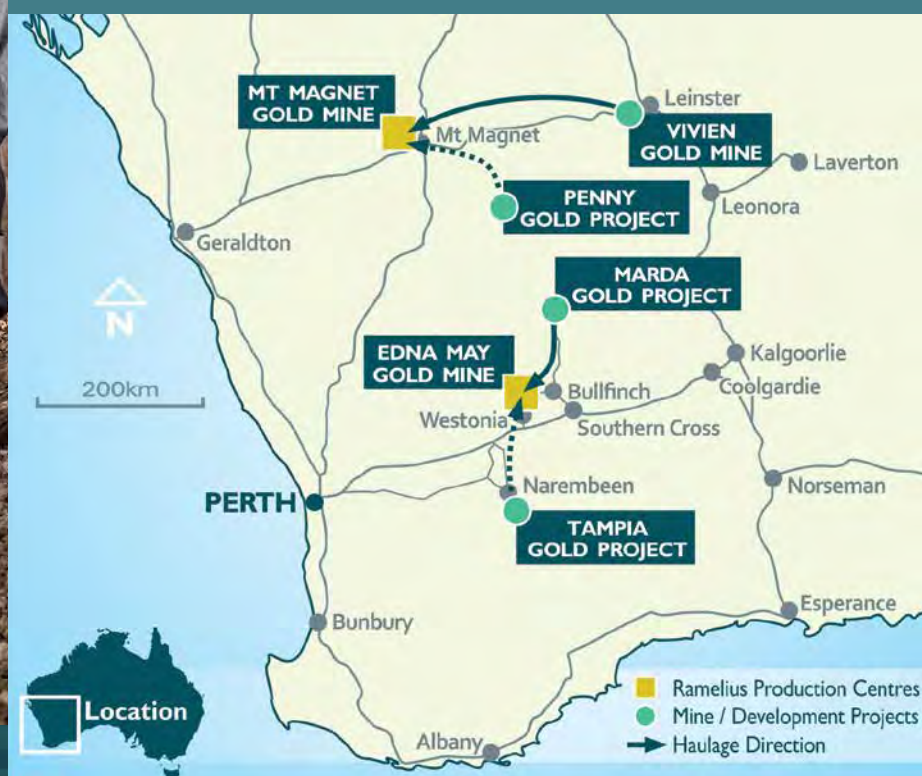 MT MAGNET
GOLD MINE
Leinster
Mt Magnet
VIVIEN
GOLD MINE
Laverton
PENNY
GOLD PROJECT
Leonora
Geraldton
MARDA
GOLD PROJECT
N
EDNA MAY
GOLD MINE
Kalgoorlie
200km
Bullfinch
Coolgardie
Westonia
Southern Cross
PERTH
Narembeen
Norseman
TAMPIA
GOLD PROJECT
Esperance
Bunbury
Ramelius Production Centres
Location
Mine / Development Projects
Albany
Haulage Direction